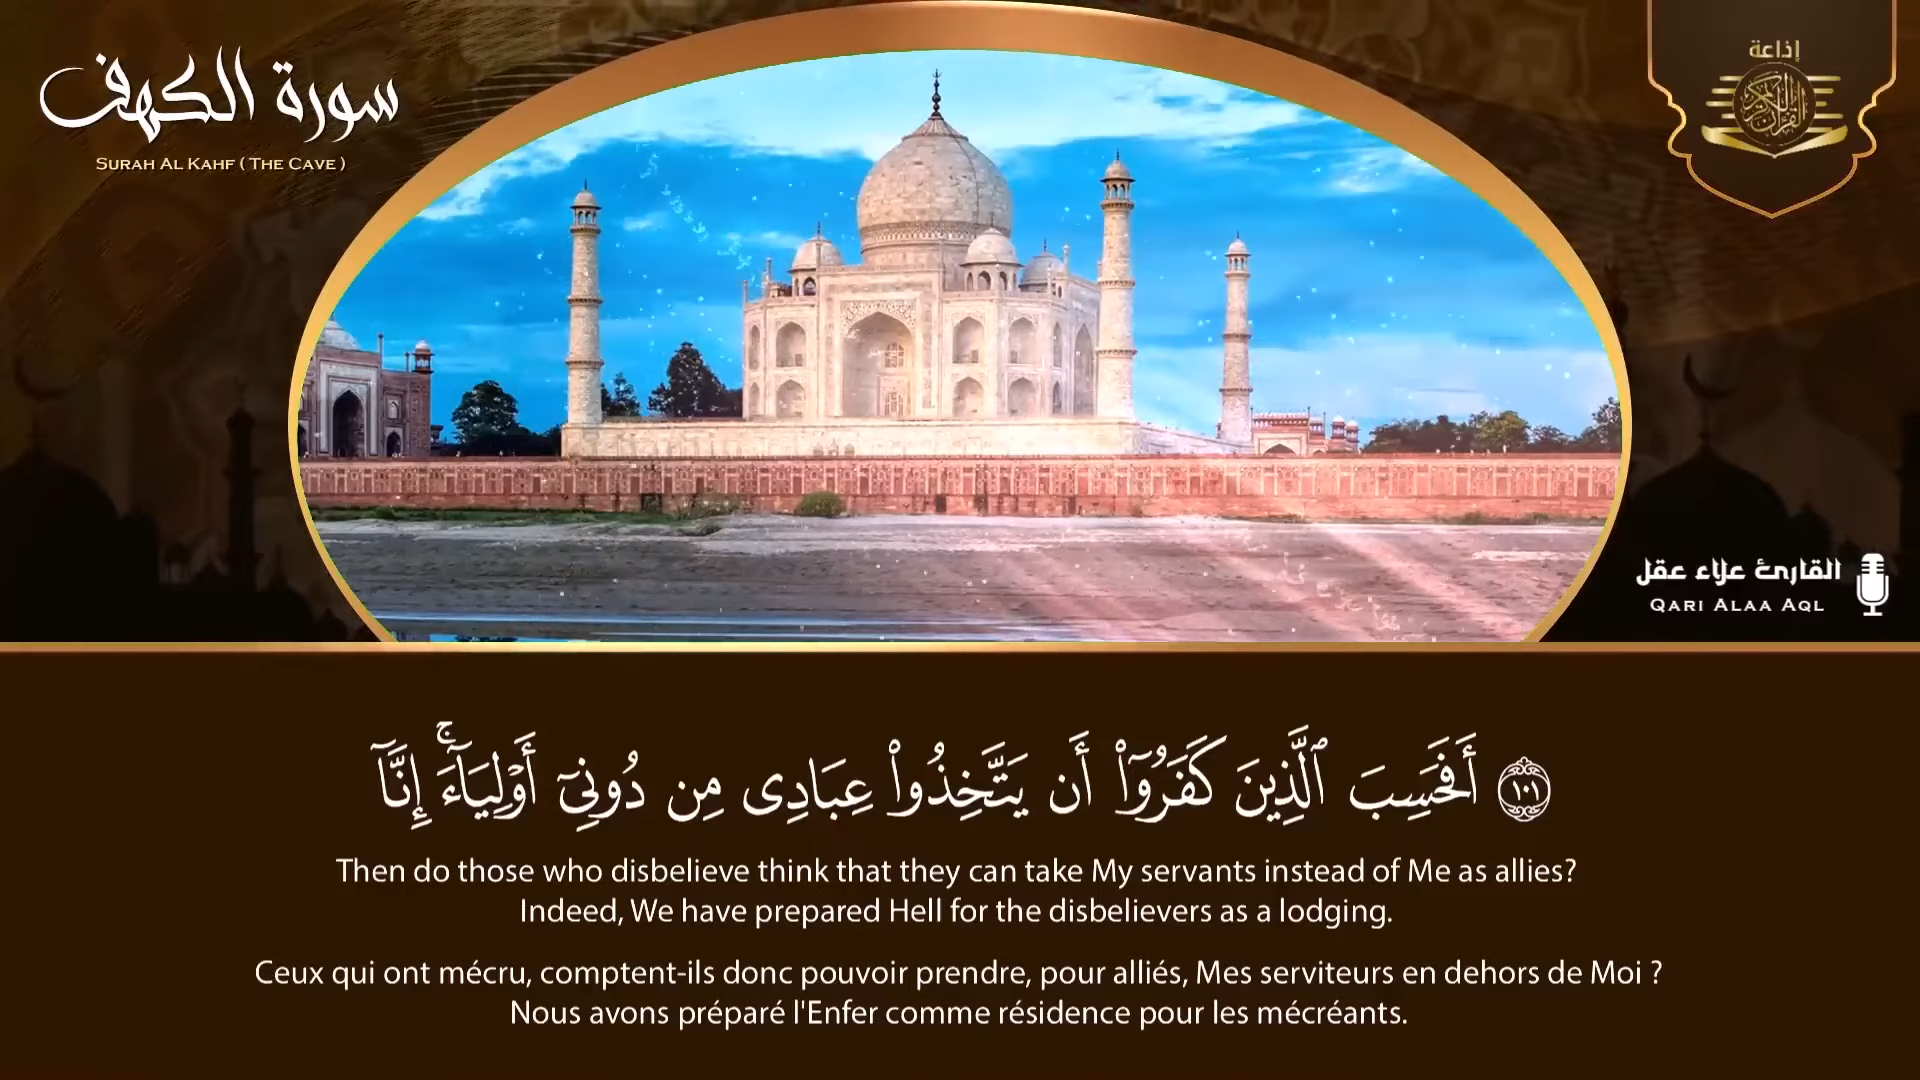 سورة الكهف
SURAH AL KAHF ( THE CAVE )
إذاعة
القرآن الكريم
القارئ علاء عقل
QARI ALAA AQL
١٠١ أَفَحَسِبَ ٱلَّذِينَ كَفَرُوٓا۟ أَن يَتَّخِذُوا۟ عِبَادِى مِن دُونِىٓ أَوْلِيَآءَ ۚ إِنَّآ
Then do those who disbelieve think that they can take My servants instead of Me as allies?
Indeed, We have prepared Hell for the disbelievers as a lodging.
Ceux qui ont mécru, comptent-ils donc pouvoir prendre, pour alliés, Mes serviteurs en dehors de Moi ?
Nous avons préparé l'Enfer comme résidence pour les mécréants.